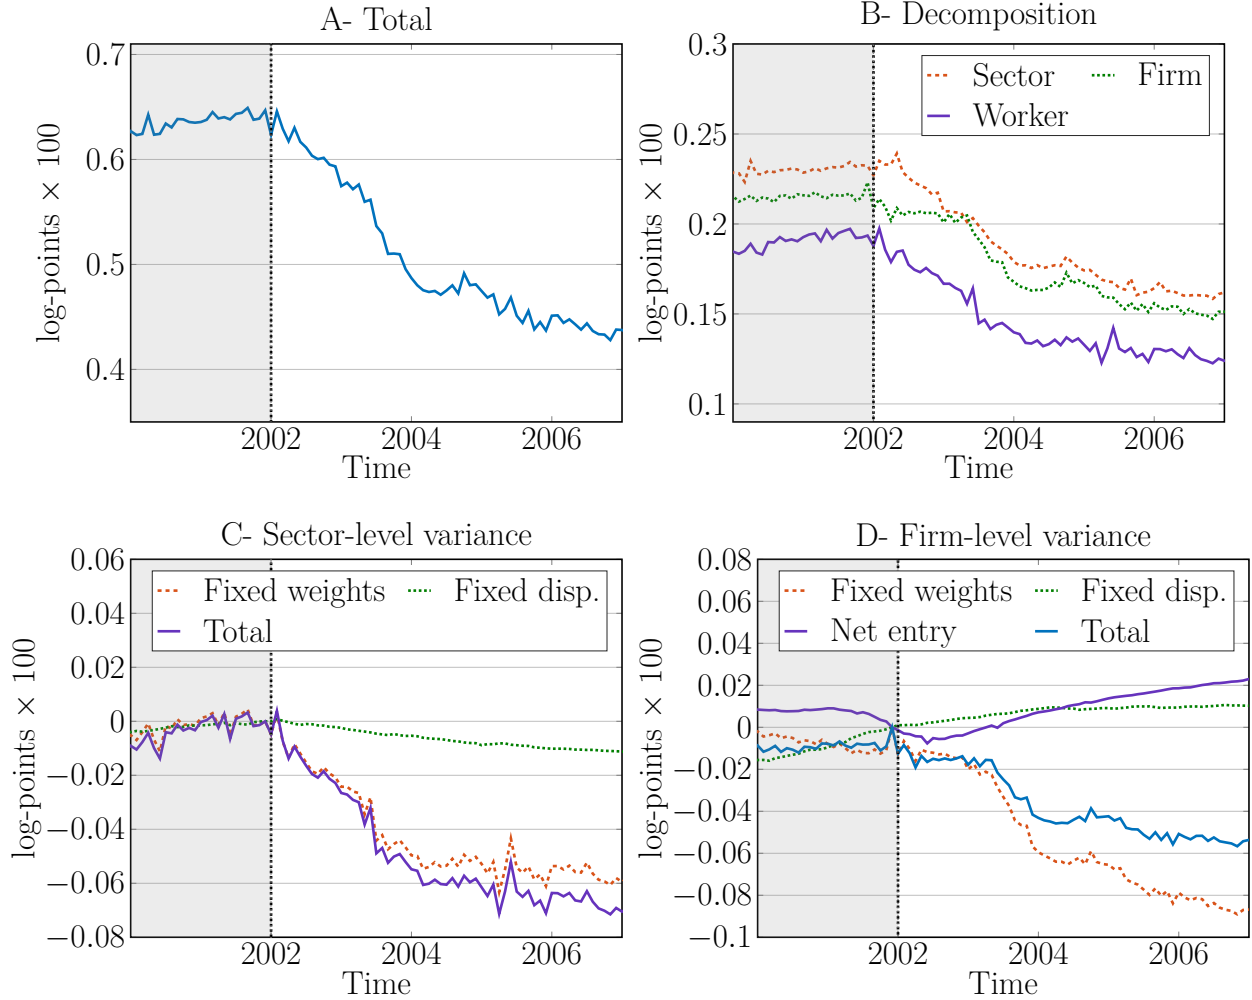 A- Total
0.7
0.6
0.5
0.4
log-points × 100
2002 2004 2006
Time
B- Decomposition
0.3
0.25
0.2
0.15
0.1
log-points × 100
Sector Firm
Worker
2002 2004 2006
Time
C- Sector-level variance
0.06
0.04
0.02
0
−0.02
−0.04
−0.06
−0.08
log-points × 100
Fixed weights Fixed disp.
Total
2002 2004 2006
Time
D- Firm-level variance
0.08
0.06
0.04
0.02
0
−0.02
−0.04
−0.06
−0.08
−0.1
log-points × 100
Fixed weights Fixed disp.
Net entry Total
2002 2004 2006
Time